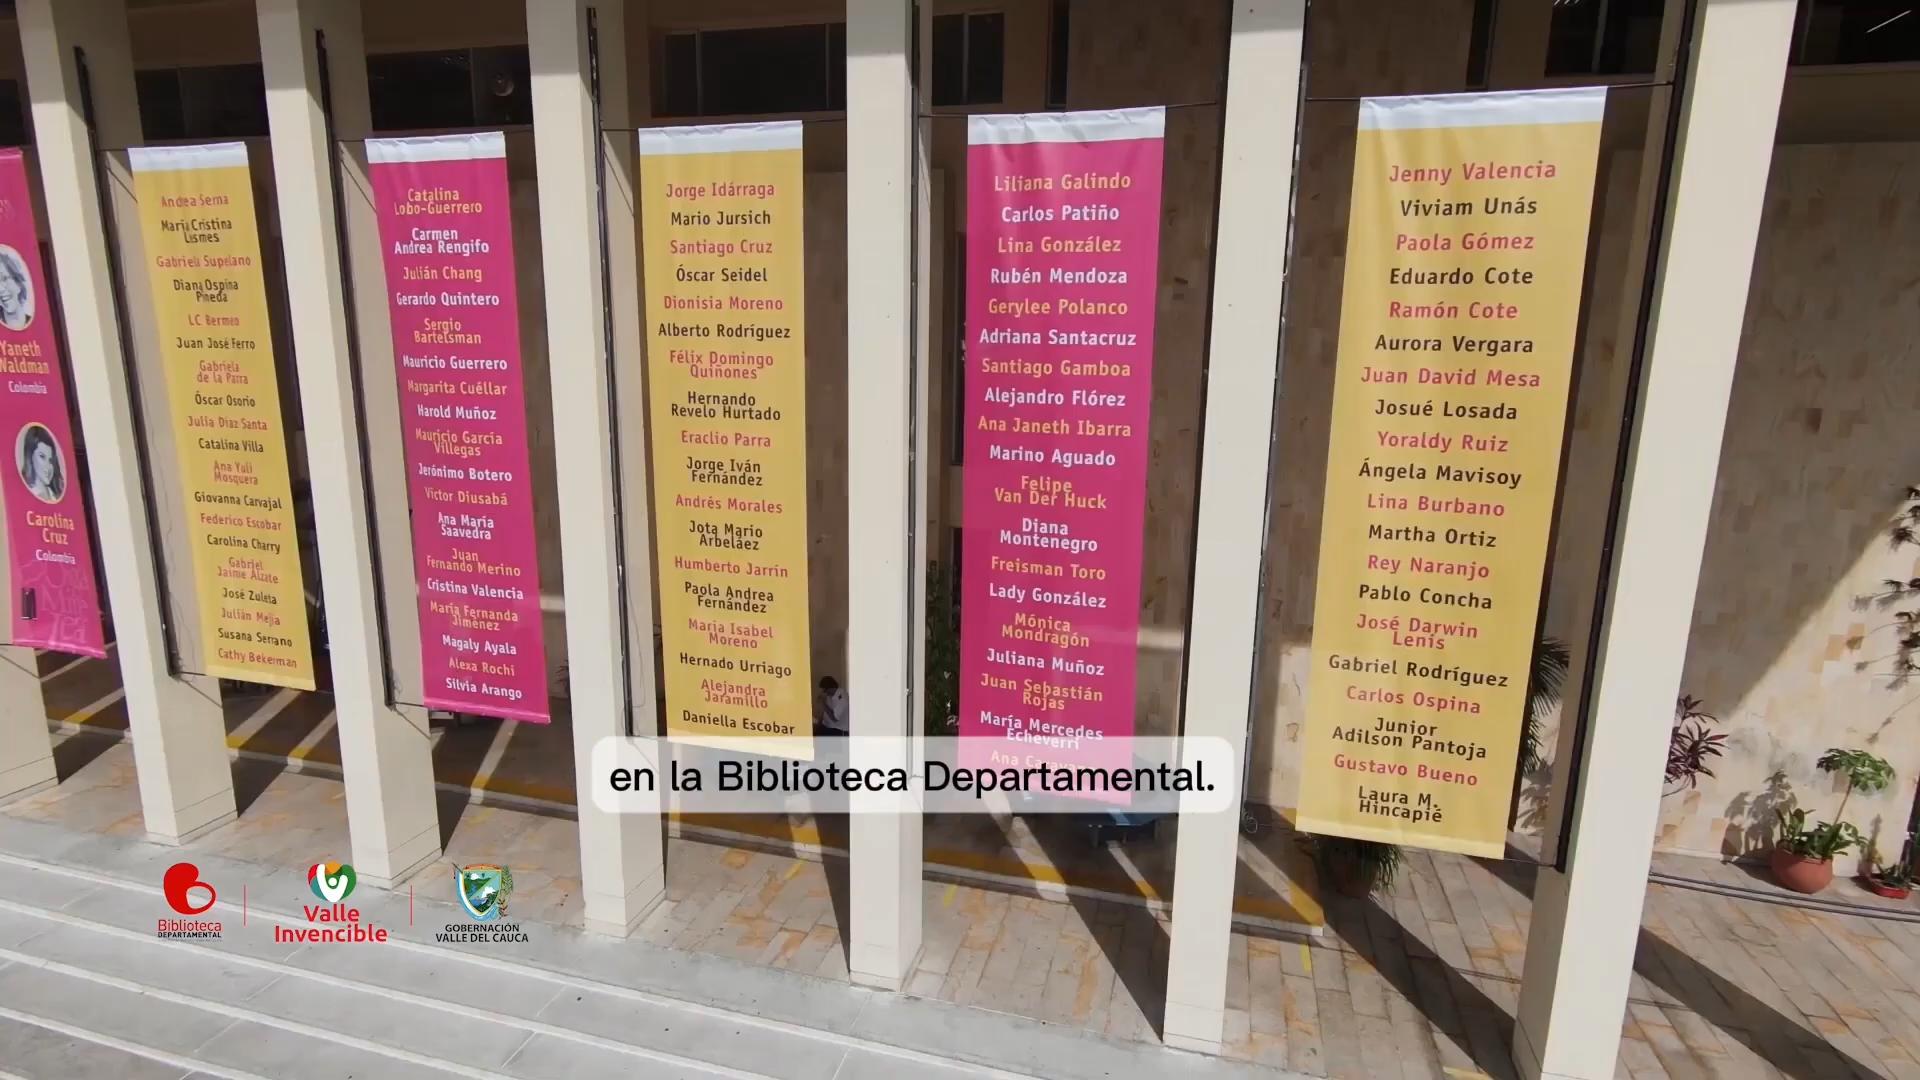 Yaneth
Waldman
Colombia
Carolina
Cruz
Colombia
Andrea Serna
María Cristina
Lesmes
Gabriela Supelano
Diana Ospina
Pineda
LC Bermeo
Juan José Ferro
Gabriela
de la Parra
Óscar Osorio
Julia Díaz Santa
Catalina Villa
Ana Yuli
Mosquera
Giovanna Carvajal
Federico Escobar
Carolina Charry
Gabriel
Jaime Alzate
José Zuleta
Julián Mejía
Susana Serrano
Cathy Bekerman
Catalina
Lobo-Guerrero
Carmen
Andrea Rengifo
Julián Chang
Gerardo Quintero
Sergio
Bartelsman
Mauricio Guerrero
Margarita Cuéllar
Harold Muñoz
Mauricio García
Villegas
Jerónimo Botero
Victor Diusabá
Ana María
Saavedra
Juan
Fernando Merino
Cristina Valencia
María Fernanda
Jiménez
Magaly Ayala
Alexa Rochi
Silvia Arango
Jorge Idárraga
Mario Jursich
Santiago Cruz
Óscar Seidel
Dionisia Moreno
Alberto Rodríguez
Félix Domingo
Quiñones
Hernando
Revelo Hurtado
Eraclio Parra
Jorge Iván
Fernández
Andrés Morales
Jota Mario
Arbeláez
Humberto Jarrín
Paola Andrea
Fernández
Maria Isabel
Moreno
Hernado Urriago
Alejandra
Jaramillo
Daniella Escobar
Liliana Galindo
Carlos Patiño
Lina González
Rubén Mendoza
Gerylee Polanco
Adriana Santacruz
Santiago Gamboa
Alejandro Flórez
Ana Janeth Ibarra
Marino Aguado
Felipe
Van Der Huck
Diana
Montenegro
Freisman Toro
Lady González
Mónica
Mondragón
Juliana Muñoz
Juan Sebastián
Rojas
María Mercedes
Echeverri
Ana
Jenny Valencia
Viviam Unás
Paola Gómez
Eduardo Cote
Ramón Cote
Aurora Vergara
Juan David Mesa
Josué Losada
Yoraldy Ruiz
Ángela Mavisoy
Lina Burbano
Martha Ortiz
Rey Naranjo
Pablo Concha
José Darwin
Lenis
Gabriel Rodríguez
Carlos Ospina
Junior
Adilson Pantoja
Gustavo Bueno
Laura M.
Hincapié
en la Biblioteca Departamental.
Biblioteca
DEPARTAMENTAL
Valle
Invencible
GOBERNACIÓN
VALLE DEL CAUCA